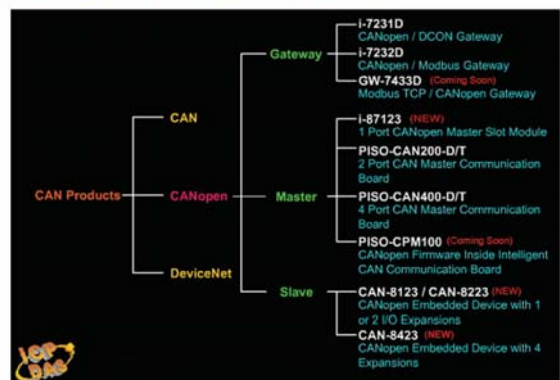 CAN Products
CAN
CANopen
DeviceNet
Gateway
i-7231D
CANopen / DCON Gateway
i-7232D
CANopen / Modbus Gateway
GW-7433D (Coming Soon)
Modbus TCP / CANopen Gateway
Master
i-87123 (NEW)
1 Port CANopen Master Slot Module
PISO-CAN200-D/T
2 Port CAN Master Communication
Board
PISO-CAN400-D/T
4 Port CAN Master Communication
Board
PISO-CPM100 (Coming Soon)
CANopen Firmware Inside Intelligent
CAN Communication Board
Slave
CAN-8123 / CAN-8223 (NEW)
CANopen Embedded Device with 1
or 2 I/O Expansions
CAN-8423 (NEW)
CANopen Embedded Device with 4
Expansions
ICP
DAS